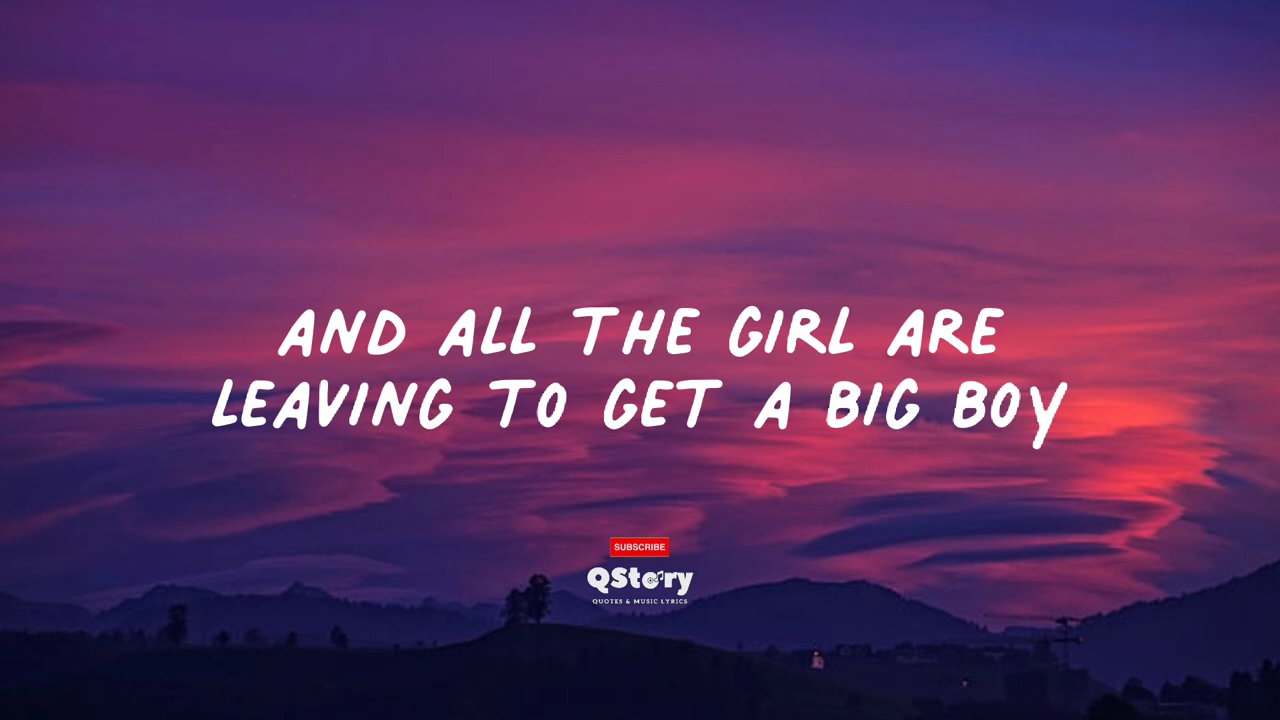 AND ALL THE GIRL ARE
LEAVING TO GET A BIG BOY
SUBSCRIBE
QStory
QUOTES & MUSIC LYRICS